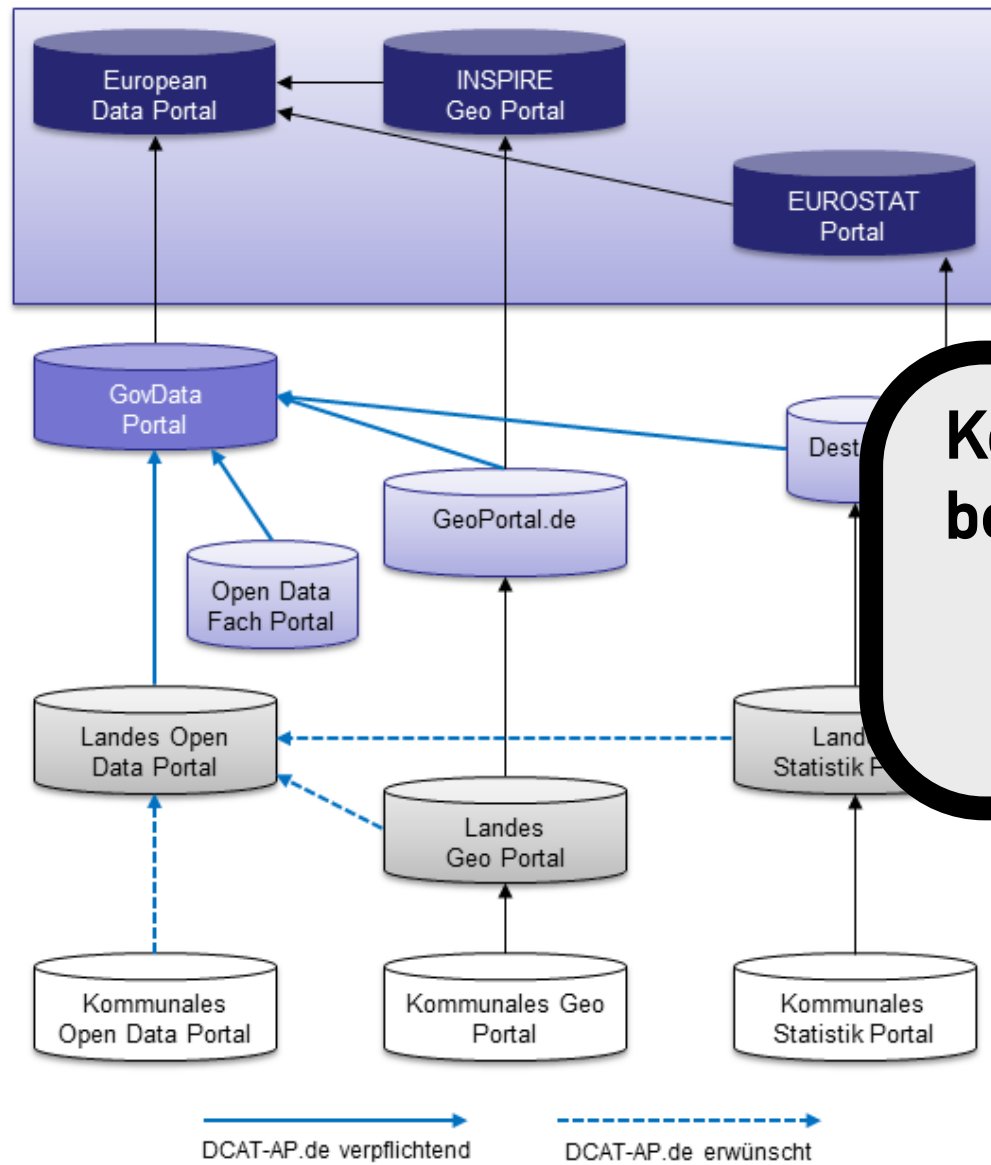 European
Data Portal
INSPIRE
Geo Portal
EUROSTAT
Portal
GovData
Portal
GeoPortal.de
Open Data
Fach Portal
Landes Open
Data Portal
Statistik
Landes
Geo Portal
Kommunales
Open Data Portal
Kommunales Geo
Portal
Kommunales
Statistik Portal
DCAT-AP.de verpflichtend
DCAT-AP.de erwünscht